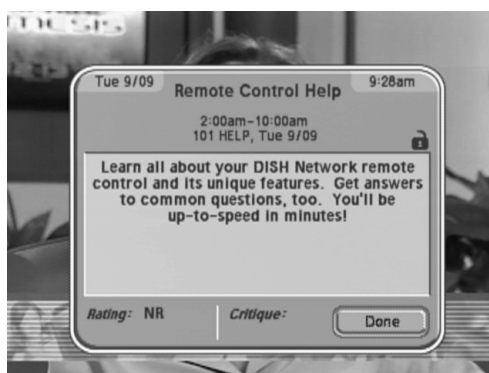 Tue 9/09
Remote Control Help
9:28am
2:00am-10:00am
101 HELP, Tue 9/09
Learn all about your DISH Network remote
control and its unique features. Get answers
to common questions, too. You'll be
up-to-speed in minutes!
Rating: NR
Critique:
Done